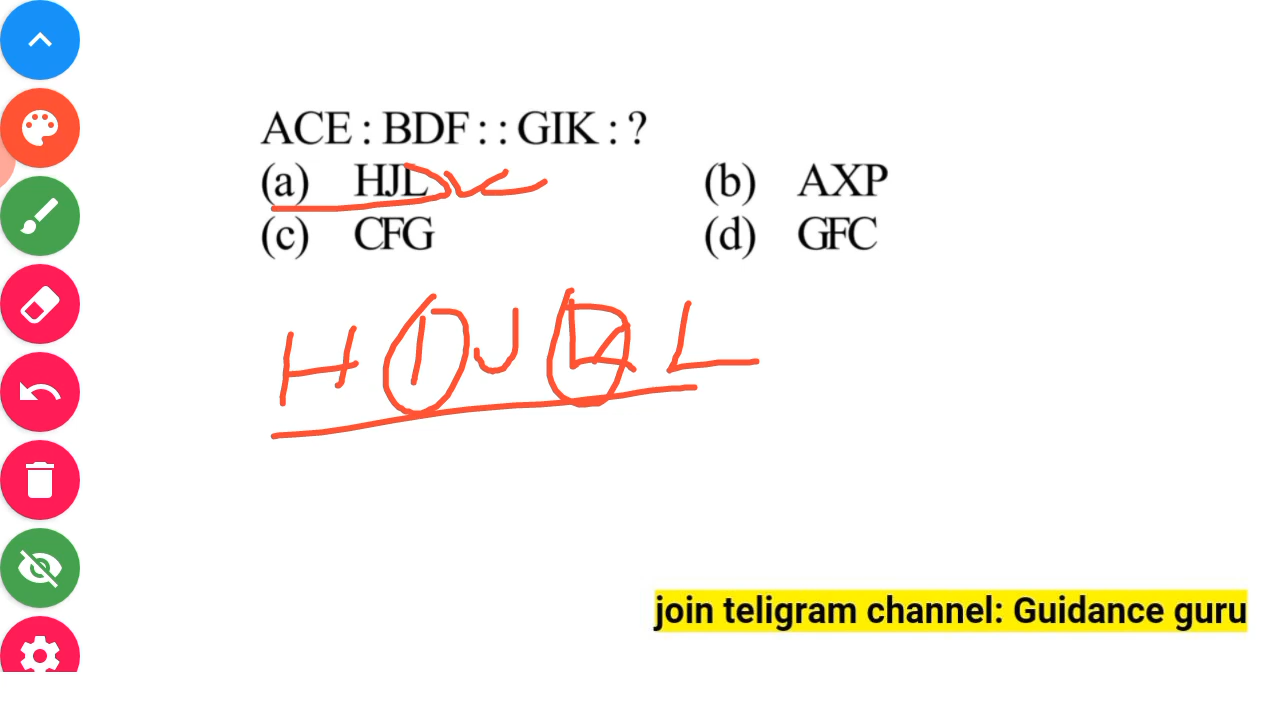 ACE : BDF : : GIK : ?
(a) HJL (b) AXP
(c) CFG (d) GFC
H I J K L
join teligram channel: Guidance guru